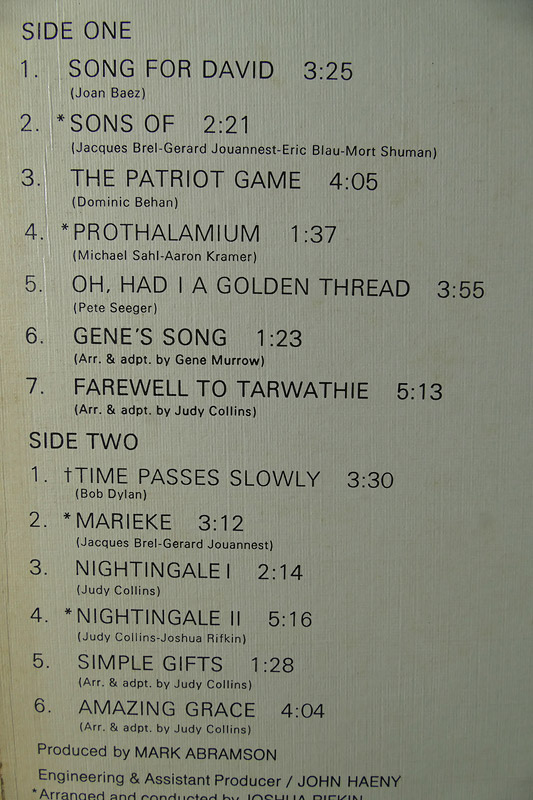 SIDE ONE
1. SONG FOR DAVID 3:25
(Joan Baez)
2. *SONS OF 2:21
(Jacques Brel-Gerard Jouannest-Eric Blau-Mort Shuman)
3. THE PATRIOT GAME 4:05
(Dominic Behan)
4. *PROTHALAMIUM 1:37
(Michael Sahl-Aaron Kramer)
5. OH, HAD I A GOLDEN THREAD 3:55
(Pete Seeger)
6. GENE'S SONG 1:23
(Arr. & adpt. by Gene Murrow)
7. FAREWELL TO TARWATHIE 5:13
(Arr. & adpt. by Judy Collins)
SIDE TWO
1. †TIME PASSES SLOWLY 3:30
(Bob Dylan)
2. *MARIEKE 3:12
(Jacques Brel-Gerard Jouannest)
3. NIGHTINGALE I 2:14
(Judy Collins)
4. *NIGHTINGALE II 5:16
(Judy Collins-Joshua Rifkin)
5. SIMPLE GIFTS 1:28
(Arr. & adpt. by Judy Collins)
6. AMAZING GRACE 4:04
(Arr. & adpt. by Judy Collins)
Produced by MARK ABRAMSON
Engineering & Assistant Producer / JOHN HAENY
*Arranged and conducted by JOSHUA RIFKIN